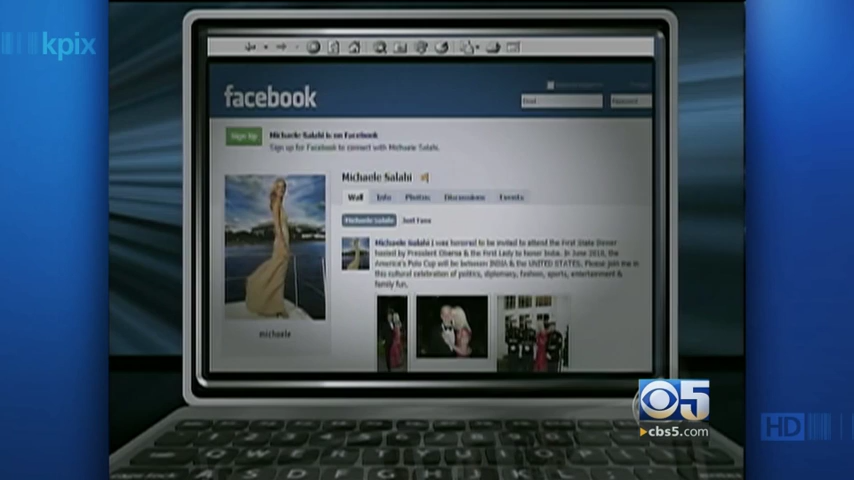 kpix
facebook
Email
Password
Sign Up
Michaele Salahi is on Facebook
Sign up for Facebook to connect with Michaele Salahi.
Michaele Salahi
Wall Info Photos Discussions Events
Michaele Salahi Just Fans
Michaele Salahi I was honored to be invited to attend the First State Dinner
hosted by President Obama & the First Lady to honor India. In June 2010, the
America's Polo Cup will be between INDIA & the UNITED STATES. Please join me in
this cultural celebration of politics, diplomacy, fashion, sports, entertainment &
family fun.
michaele
5
cbs5.com
HD
Q W E R T Y U I O P
A S D F G H J K L